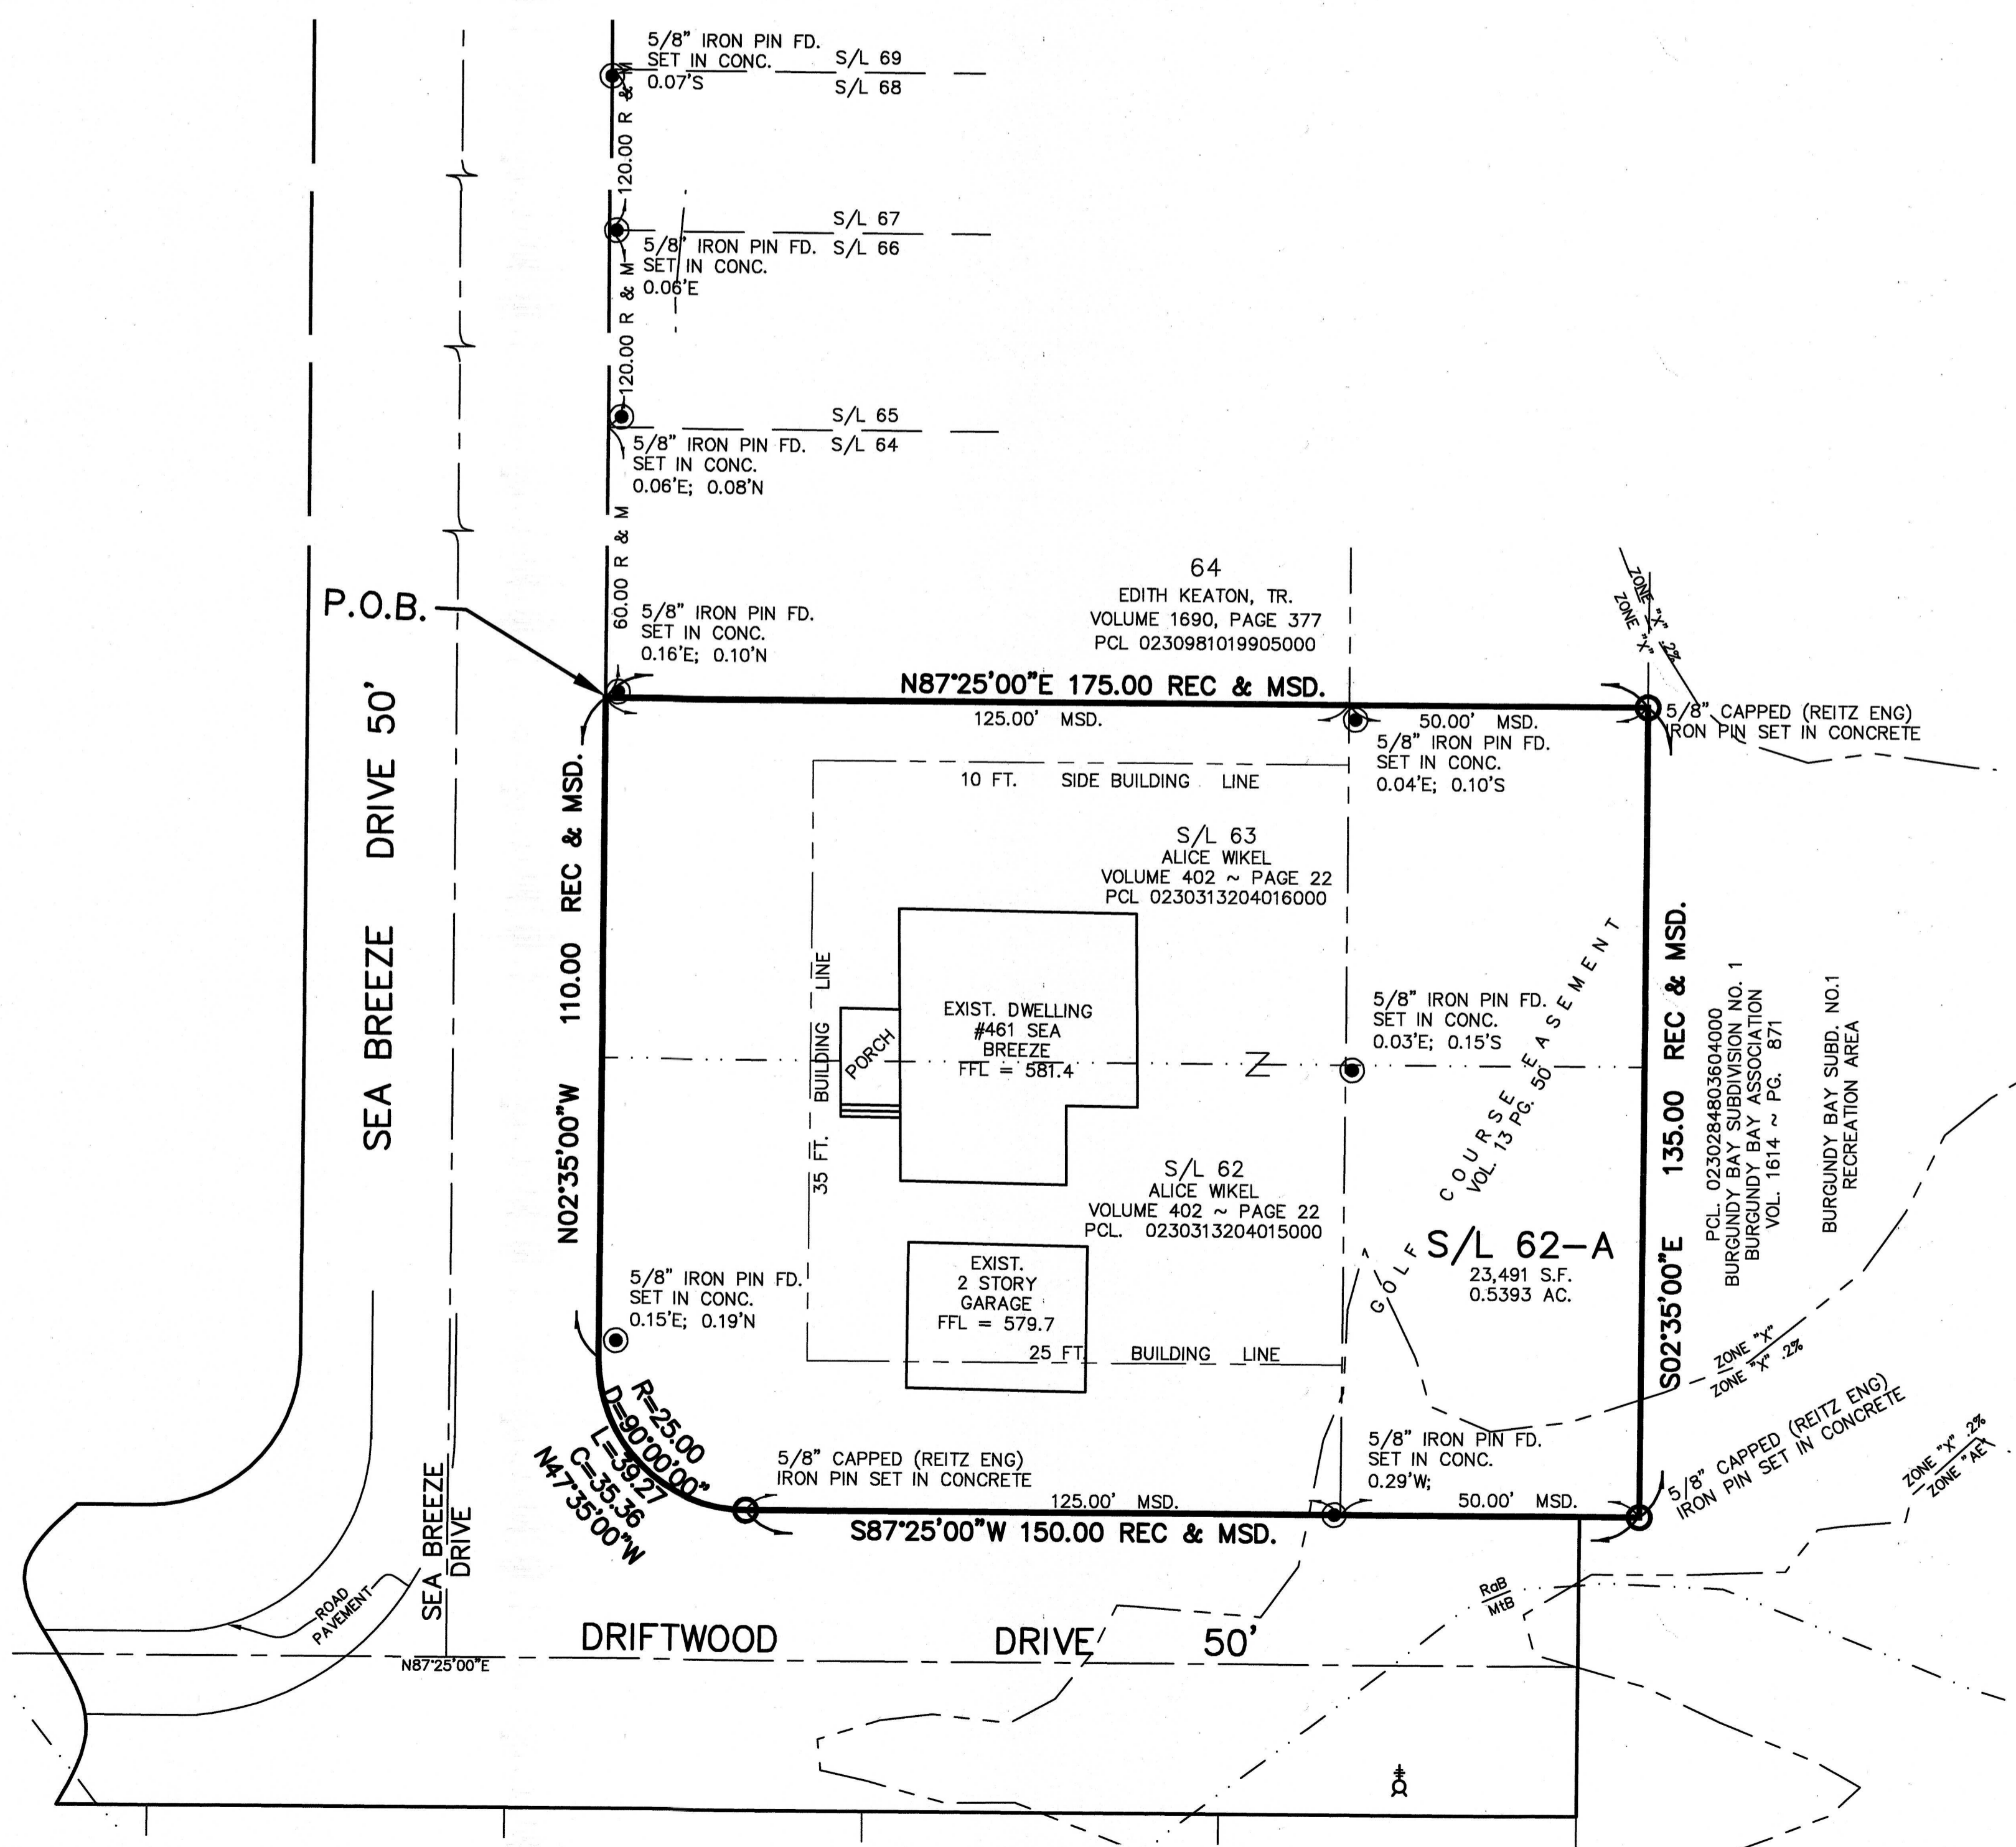 5/8" IRON PIN FD.
SET IN CONC.
0.07'S
S/L 69
S/L 68
120.00 R & M
S/L 67
S/L 66
5/8" IRON PIN FD.
SET IN CONC.
0.06'E
120.00 R & M
S/L 65
S/L 64
5/8" IRON PIN FD.
SET IN CONC.
0.06'E; 0.08'N
60.00 R & M
P.O.B.
5/8" IRON PIN FD.
SET IN CONC.
0.16'E; 0.10'N
64
EDITH KEATON, TR.
VOLUME 1690, PAGE 377
PCL 0230981019905000
ZONE "X" .2%
ZONE "X"
N87°25'00"E 175.00 REC & MSD.
125.00' MSD.
50.00' MSD.
5/8" CAPPED (REITZ ENG)
IRON PIN SET IN CONCRETE
5/8" IRON PIN FD.
SET IN CONC.
0.04'E; 0.10'S
SEA BREEZE DRIVE 50'
N02°35'00"W 110.00 REC & MSD.
10 FT. SIDE BUILDING LINE
S/L 63
ALICE WIKEL
VOLUME 402 ~ PAGE 22
PCL 0230313204016000
35 FT. BUILDING LINE
PORCH
EXIST. DWELLING
#461 SEA
BREEZE
FFL = 581.4
Z
5/8" IRON PIN FD.
SET IN CONC.
0.03'E; 0.15'S
GOLF COURSE EASEMENT
VOL. 13 PG. 50
S02°35'00"E 135.00 REC & MSD.
PCL. 0230284803604000
BURGUNDY BAY SUBDIVISION NO. 1
BURGUNDY BAY ASSOCIATION
VOL. 1614 ~ PG. 871
BURGUNDY BAY SUBD. NO.1
RECREATION AREA
S/L 62
ALICE WIKEL
VOLUME 402 ~ PAGE 22
PCL. 0230313204015000
S/L 62-A
23,491 S.F.
0.5393 AC.
EXIST.
2 STORY
GARAGE
FFL = 579.7
25 FT. BUILDING LINE
5/8" IRON PIN FD.
SET IN CONC.
0.15'E; 0.19'N
R=25.00
D=90°00'00"
L=39.27
C=35.36
N47°35'00"W
ZONE "X"
ZONE "X" .2%
5/8" CAPPED (REITZ ENG)
IRON PIN SET IN CONCRETE
5/8" IRON PIN FD.
SET IN CONC.
0.29'W;
5/8" CAPPED (REITZ ENG)
IRON PIN SET IN CONCRETE
125.00' MSD.
50.00' MSD.
S87°25'00"W 150.00 REC & MSD.
ZONE "X" .2%
ZONE "AE"
SEA BREEZE
DRIVE
ROAD
PAVEMENT
RaB
MtB
DRIFTWOOD DRIVE 50'
N87°25'00"E